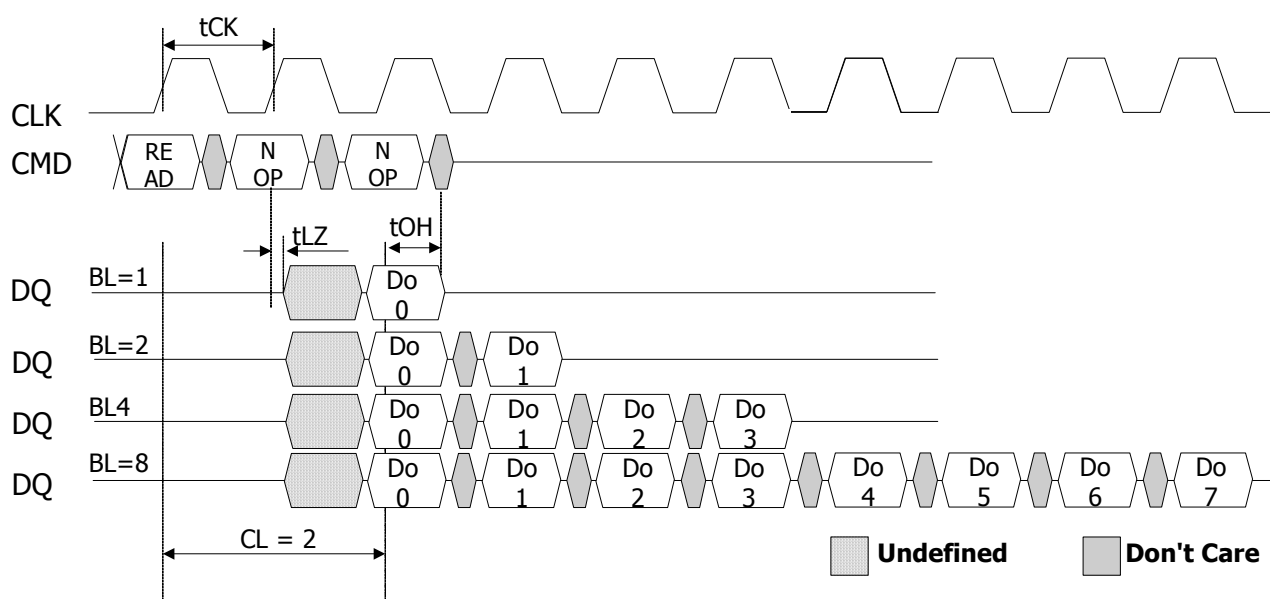 tCK
CLK
CMD
RE
AD
N
OP
N
OP
tLZ
tOH
DQ
BL=1
Do
0
DQ
BL=2
Do
0
Do
1
DQ
BL4
Do
0
Do
1
Do
2
Do
3
DQ
BL=8
Do
0
Do
1
Do
2
Do
3
Do
4
Do
5
Do
6
Do
7
CL = 2
Undefined
Don't Care